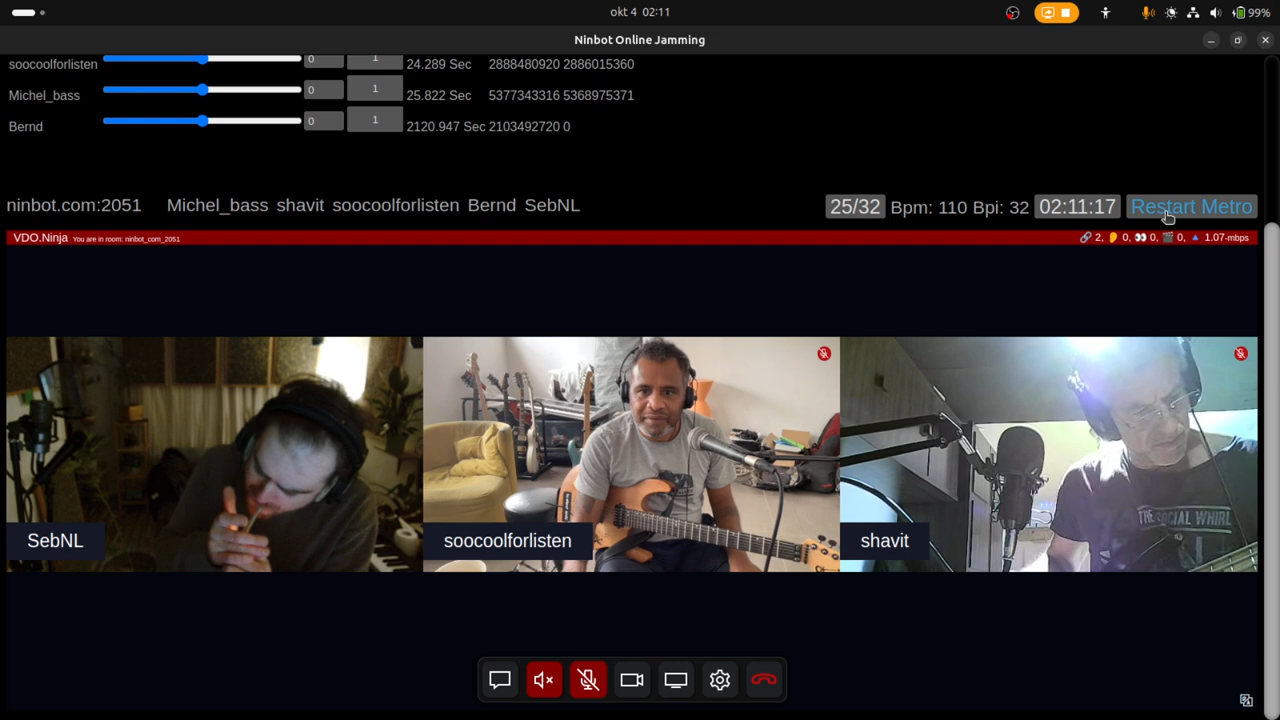 okt 4 02:11
99%
Ninbot Online Jamming
soocoolforlisten 0 1 24.289 Sec 2888480920 2886015360
Michel_bass 0 1 25.822 Sec 5377343316 5368975371
Bernd 0 1 2120.947 Sec 2103492720 0
ninbot.com:2051 Michel_bass shavit soocoolforlisten Bernd SebNL 25/32 Bpm: 110 Bpi: 32 02:11:17 Restart Metro
VDO.Ninja You are in room: ninbot_com_2051 2, 0, 0, 0, 1.07-mbps
THE SOCIAL WHIRL
SebNL soocoolforlisten shavit